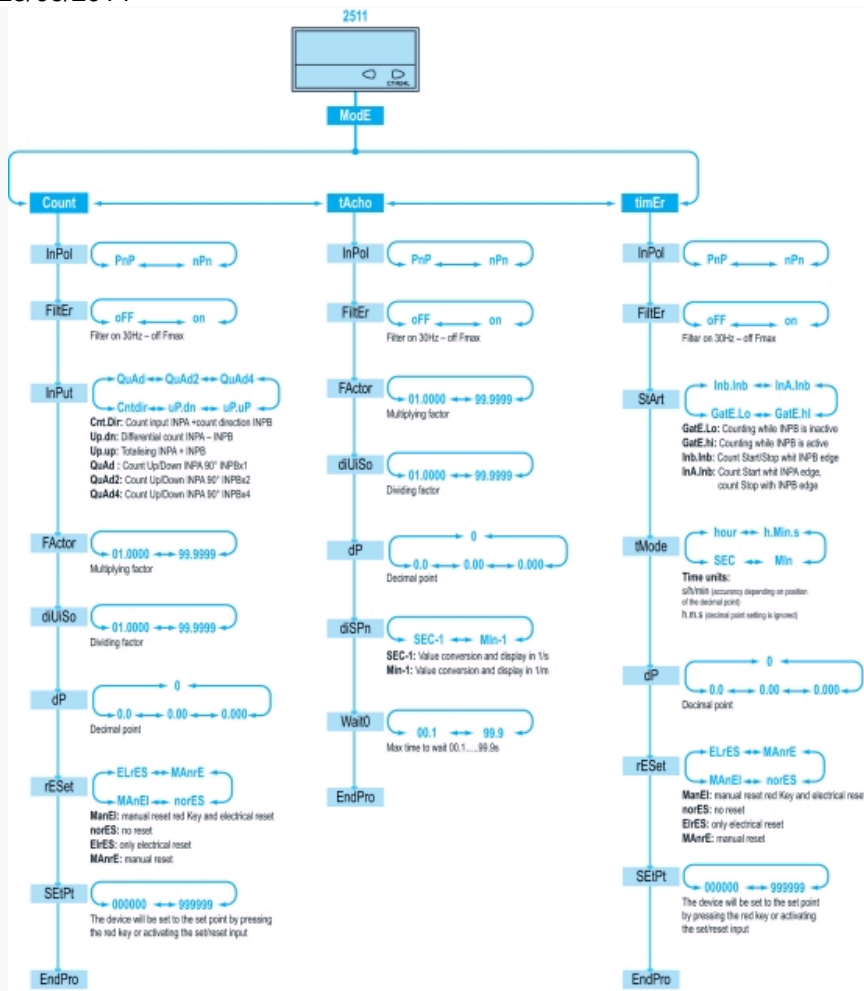 2511
CTR24L
ModE
Count
tAcho
timEr
InPol
PnP nPn
FiltEr
oFF on
Filter on 30Hz – off Fmax
InPut
QuAd QuAd2 QuAd4
Cntdir uP.dn uP.uP
Cnt.Dir: Count input INPA +count direction INPB
Up.dn: Differential count INPA – INPB
Up.up: Totalising INPA + INPB
QuAd : Count Up/Down INPA 90° INPBx1
QuAd2: Count Up/Down INPA 90° INPBx2
QuAd4: Count Up/Down INPA 90° INPBx4
FActor
01.0000 99.9999
Multiplying factor
diUiSo
01.0000 99.9999
Dividing factor
dP
0
0.0 0.00 0.000
Decimal point
rESet
ELrES MAnrE
MAnEl norES
ManEl: manual reset red Key and electrical reset
norES: no reset
ElrES: only electrical reset
MAnrE: manual reset
SEtPt
000000 999999
The device will be set to the set point by pressing
the red key or activating the set/reset input
EndPro
InPol
PnP nPn
FiltEr
oFF on
Filter on 30Hz – off Fmax
FActor
01.0000 99.9999
Multiplying factor
diUiSo
01.0000 99.9999
Dividing factor
dP
0
0.0 0.00 0.000
Decimal point
diSPn
SEC-1 MIn-1
SEC-1: Value conversion and display in 1/s
Min-1: Value conversion and display in 1/m
Wait0
00.1 99.9
Max time to wait 00.1.....99.9s
EndPro
InPol
PnP nPn
FiltEr
oFF on
Filter on 30Hz – off Fmax
StArt
Inb.Inb InA.Inb
GatE.Lo GatE.hI
GatE.Lo: Counting while INPB is inactive
GatE.hi: Counting while INPB is active
Inb.Inb: Count Start/Stop whit INPB edge
InA.Inb: Count Start whit INPA edge,
count Stop with INPB edge
tMode
hour h.Min.s
SEC Min
Time units:
s/h/min (accurency depending on position
of the decimal point)
h.m.s (decimal point setting is ignored)
dP
0
0.0 0.00 0.000
Decimal point
rESet
ELrES MAnrE
MAnEl norES
ManEl: manual reset red Key and electrical rese
norES: no reset
ElrES: only electrical reset
MAnrE: manual reset
SEtPt
000000 999999
The device will be set to the set point
by pressing the red key or activating
the set/reset input
EndPro